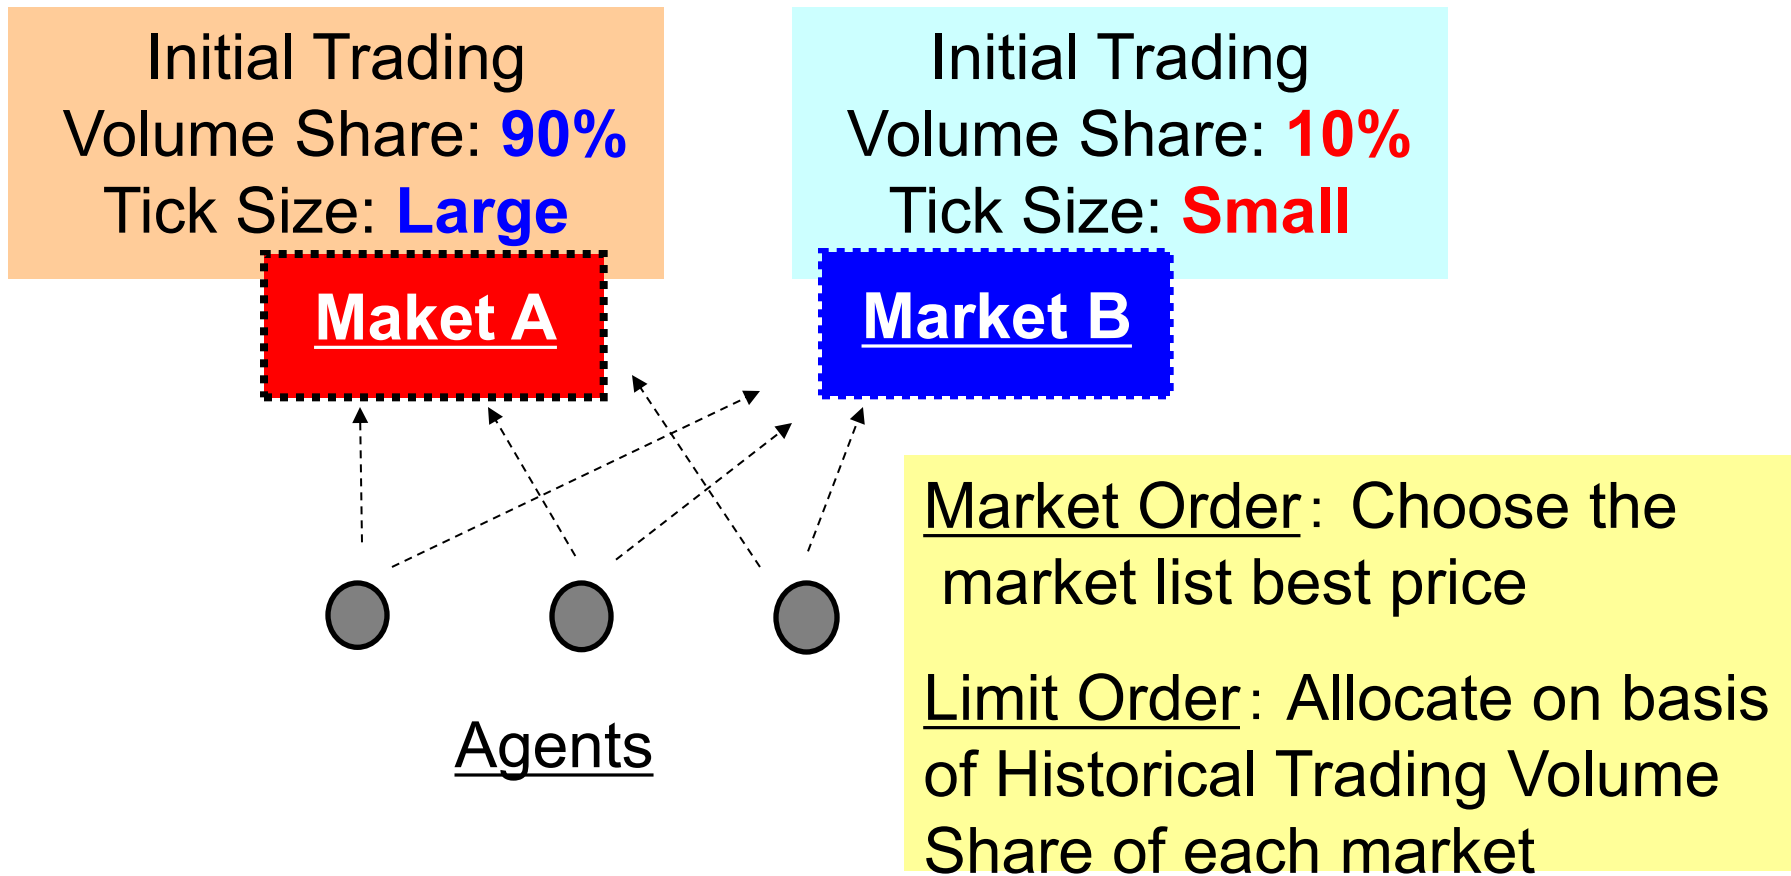 Initial Trading
Volume Share: 90%
Tick Size: Large
Maket A
Initial Trading
Volume Share: 10%
Tick Size: Small
Market B
Agents
Market Order: Choose the
market list best price
Limit Order: Allocate on basis
of Historical Trading Volume
Share of each market